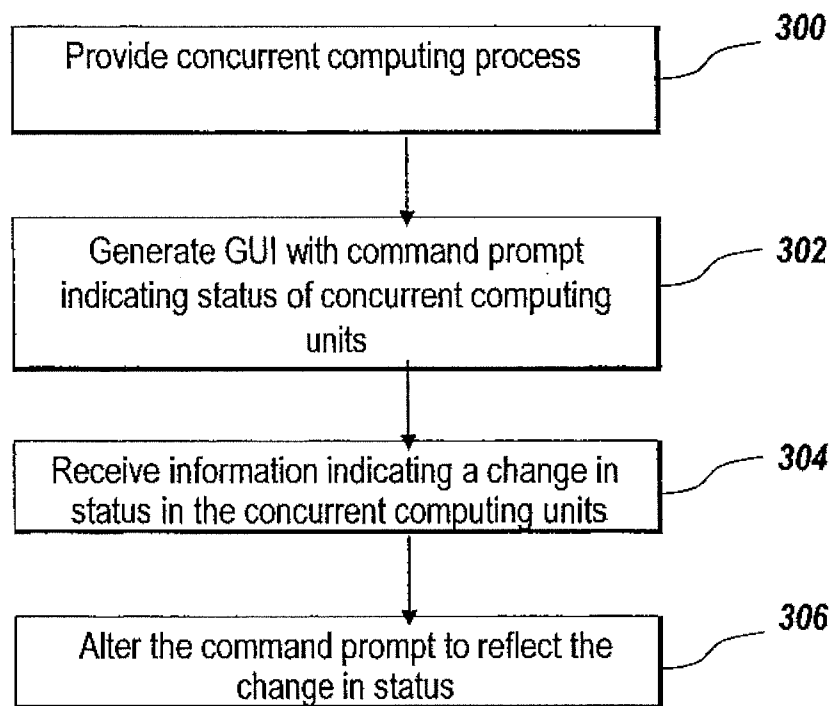 300
Provide concurrent computing process
302
Generate GUI with command prompt
indicating status of concurrent computing
units
304
Receive information indicating a change in
status in the concurrent computing units
306
Alter the command prompt to reflect the
change in status